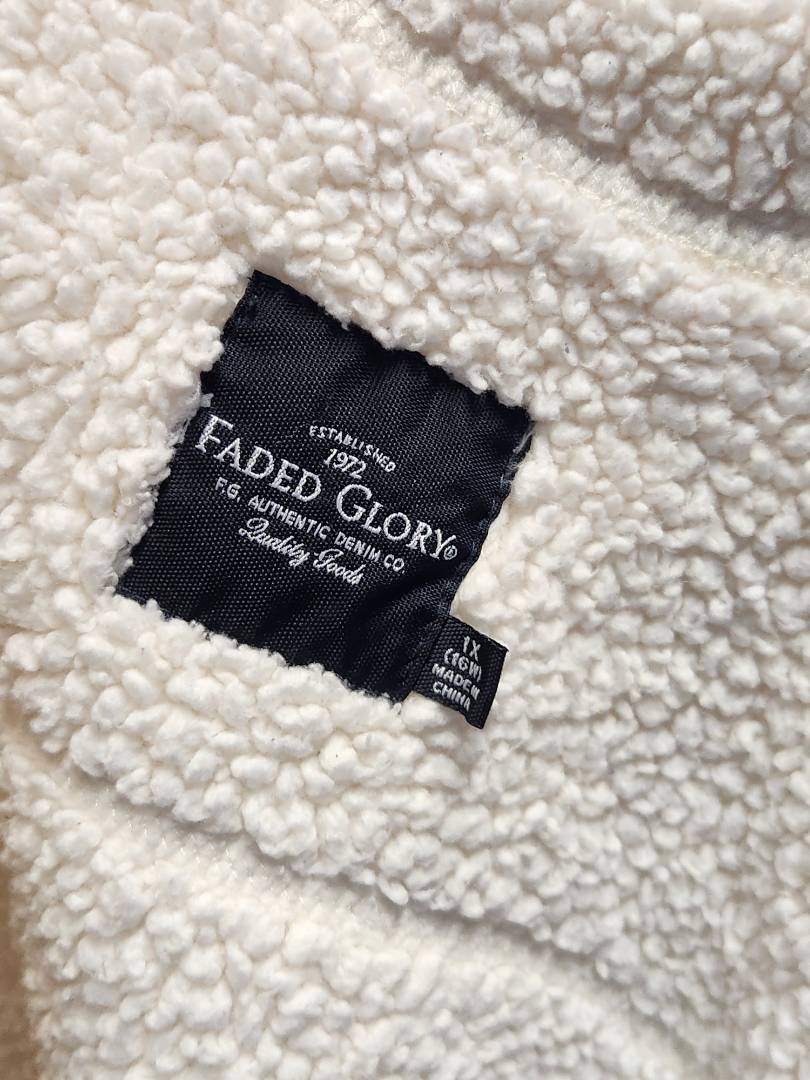 ESTABLISHED
1972
FADED GLORY®
F.G. AUTHENTIC DENIM CO
Quality Goods
1X
(16W)
MADE IN
CHINA